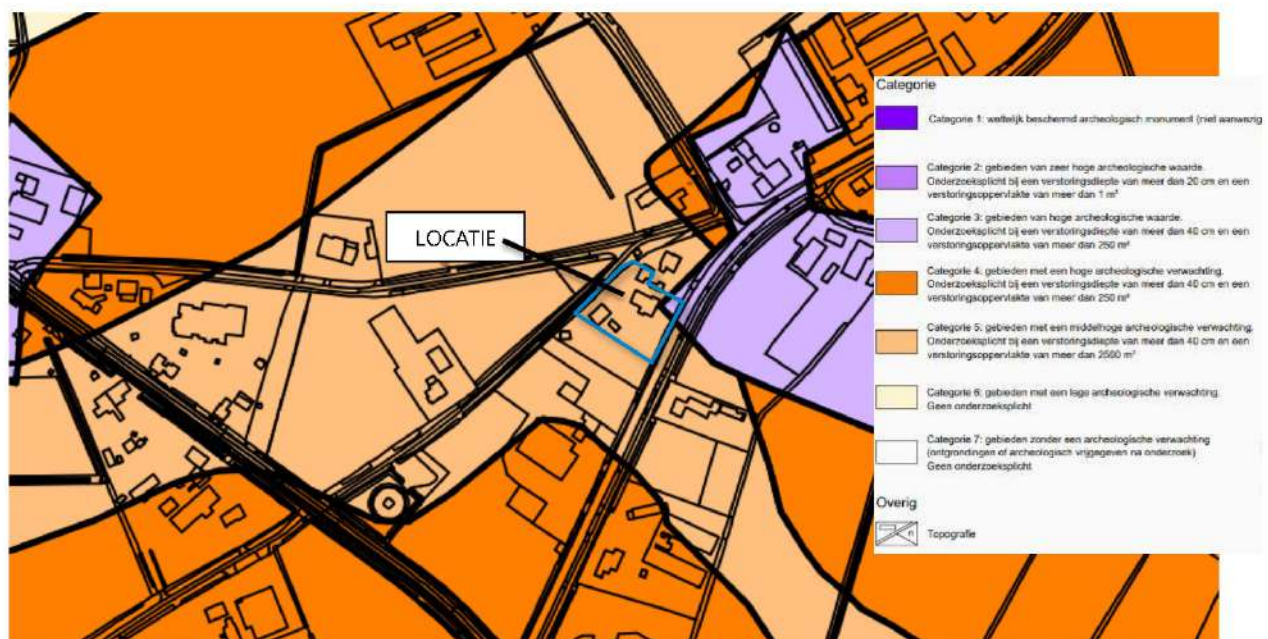 LOCATIE
Categorie
Categorie 1: wettelijk beschermd archeologisch monument (niet aanwezig
Categorie 2: gebieden van zeer hoge archeologische waarde.
Onderzoeksplicht bij een verstoringsdiepte van meer dan 20 cm en een
verstoringsoppervlakte van meer dan 1 m²
Categorie 3: gebieden van hoge archeologische waarde.
Onderzoeksplicht bij een verstoringsdiepte van meer dan 40 cm en een
verstoringsoppervlakte van meer dan 250 m²
Categorie 4: gebieden met een hoge archeologische verwachting.
Onderzoeksplicht bij een verstoringsdiepte van meer dan 40 cm en een
verstoringsoppervlakte van meer dan 250 m²
Categorie 5: gebieden met een middelhoge archeologische verwachting.
Onderzoeksplicht bij een verstoringsdiepte van meer dan 40 cm en een
verstoringsoppervlakte van meer dan 2500 m²
Categorie 6: gebieden met een lage archeologische verwachting.
Geen onderzoeksplicht
Categorie 7: gebieden zonder een archeologische verwachting
(ontgrondingen of archeologisch vrijgegeven na onderzoek)
Geen onderzoeksplicht
Overig
Topografie